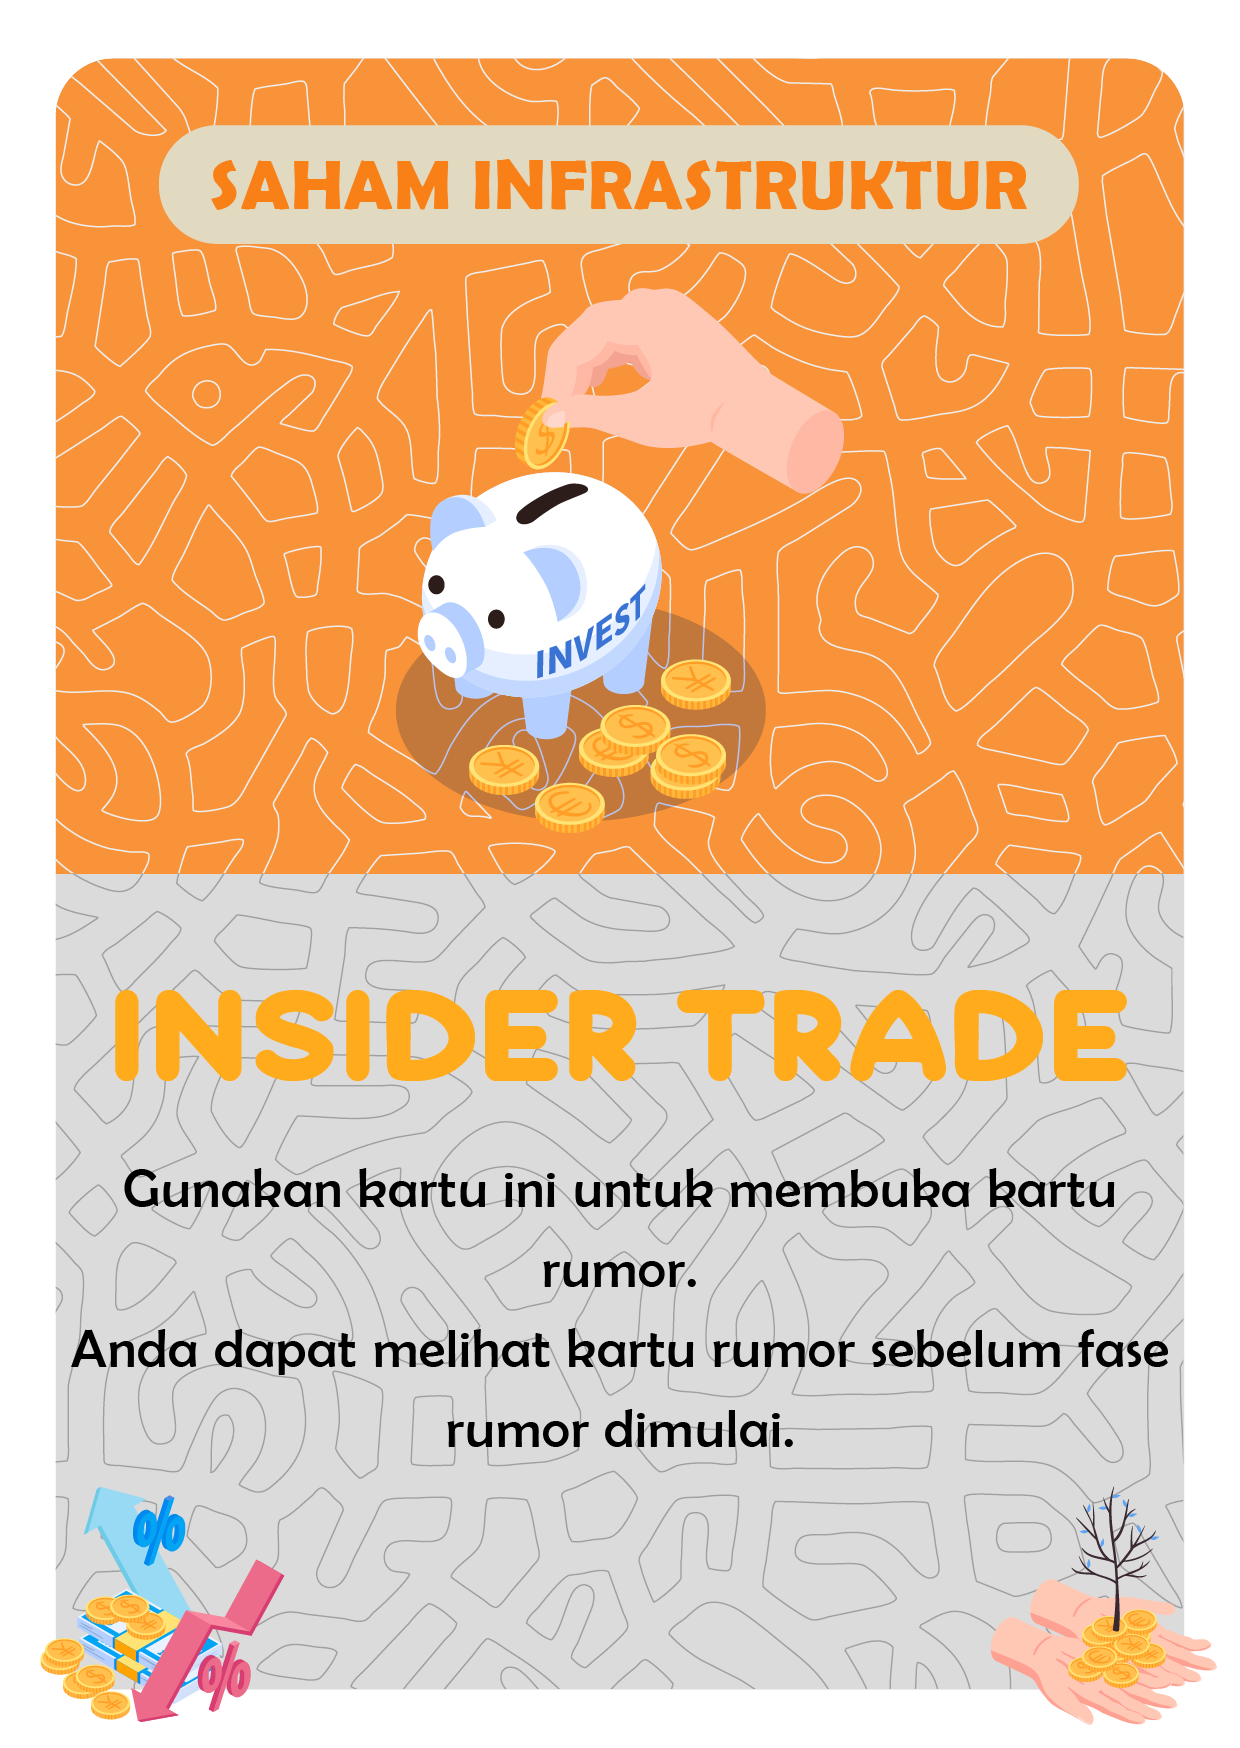 SAHAM INFRASTRUKTUR
INVEST
INSIDER TRADE
Gunakan kartu ini untuk membuka kartu
rumor.
Anda dapat melihat kartu rumor sebelum fase
rumor dimulai.
%
%